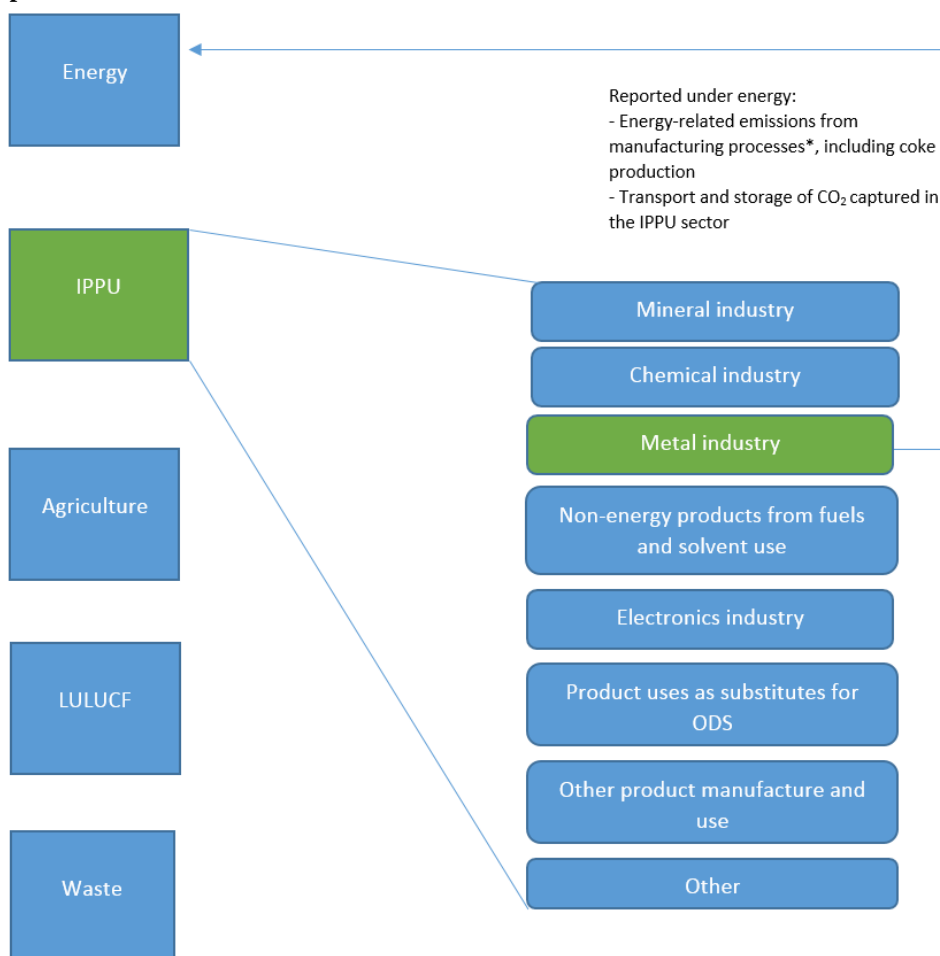 Energy
Reported under energy:
- Energy-related emissions from
manufacturing processes*, including coke
production
- Transport and storage of CO₂ captured in
the IPPU sector
IPPU
Mineral industry
Chemical industry
Metal industry
Non-energy products from fuels
and solvent use
Agriculture
Electronics industry
Product uses as substitutes for
ODS
LULUCF
Other product manufacture and
use
Other
Waste